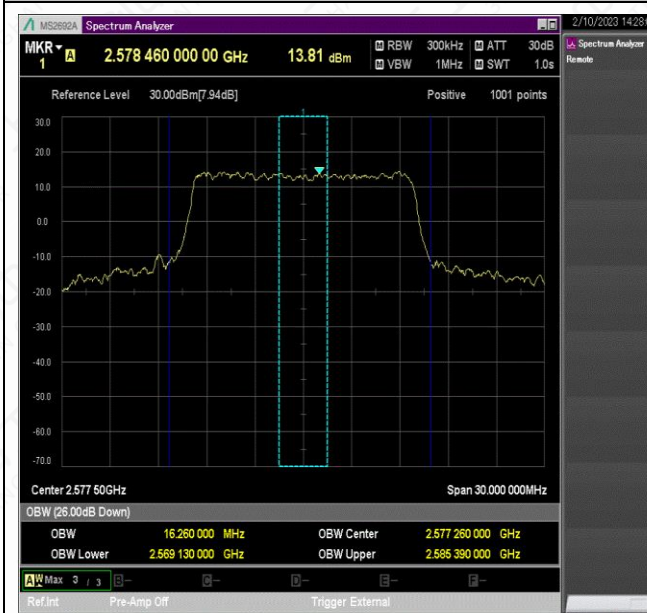 MS2692A Spectrum Analyzer
2/10/2023 14:28:
MKR 1 A 2.578 460 000 00 GHz 13.81 dBm
RBW 300kHz ATT 30dB
VBW 1MHz SWT 1.0s
Spectrum Analyzer
Remote
Reference Level 30.00dBm[7.94dB] Positive 1001 points
30.0
20.0
10.0
0.0
-10.0
-20.0
-30.0
-40.0
-50.0
-60.0
-70.0
Center 2.577 50GHz Span 30.000 000MHz
OBW (26.00dB Down)
OBW 16.260 000 MHz OBW Center 2.577 260 000 GHz
OBW Lower 2.569 130 000 GHz OBW Upper 2.585 390 000 GHz
A W Max 3 / 3 B- C- D- E- F-
Ref.Int Pre-Amp Off Trigger External